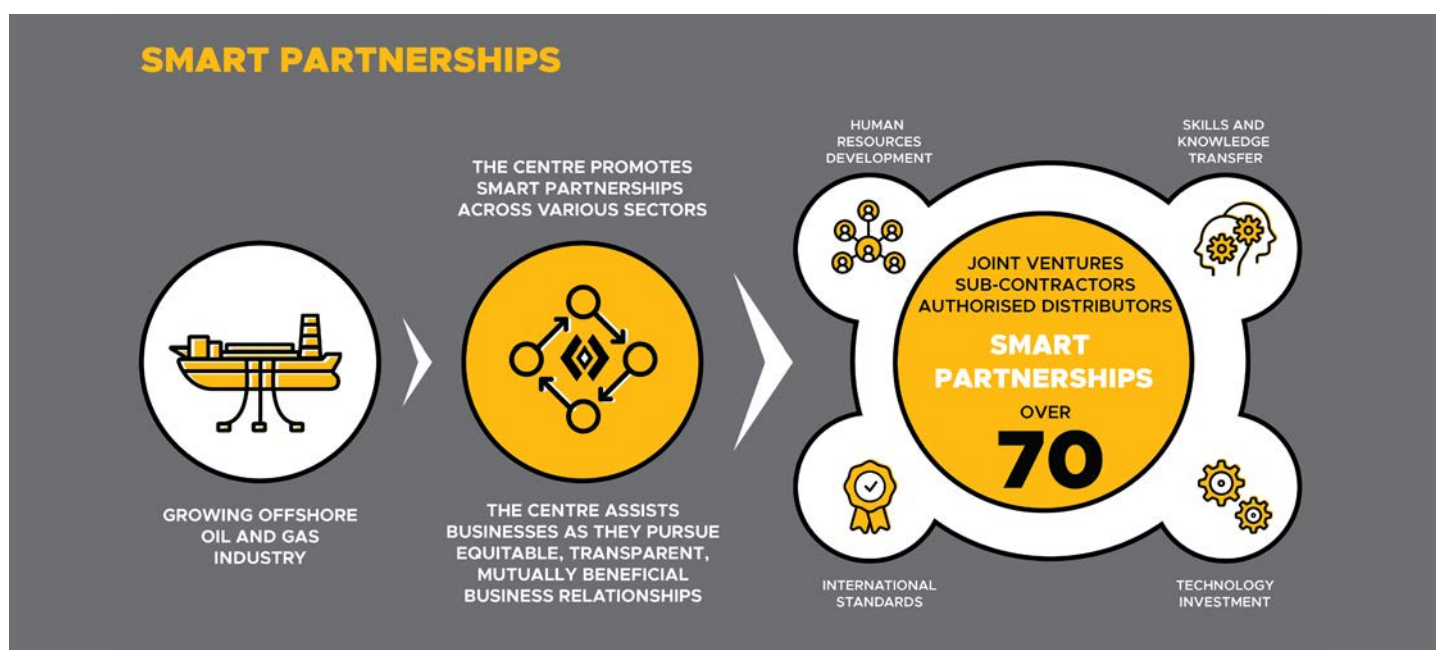 SMART PARTNERSHIPS
GROWING OFFSHORE
OIL AND GAS
INDUSTRY
THE CENTRE PROMOTES
SMART PARTNERSHIPS
ACROSS VARIOUS SECTORS
THE CENTRE ASSISTS
BUSINESSES AS THEY PURSUE
EQUITABLE, TRANSPARENT,
MUTUALLY BENEFICIAL
BUSINESS RELATIONSHIPS
HUMAN
RESOURCES
DEVELOPMENT
SKILLS AND
KNOWLEDGE
TRANSFER
JOINT VENTURES
SUB-CONTRACTORS
AUTHORISED DISTRIBUTORS
SMART
PARTNERSHIPS
OVER
70
INTERNATIONAL
STANDARDS
TECHNOLOGY
INVESTMENT